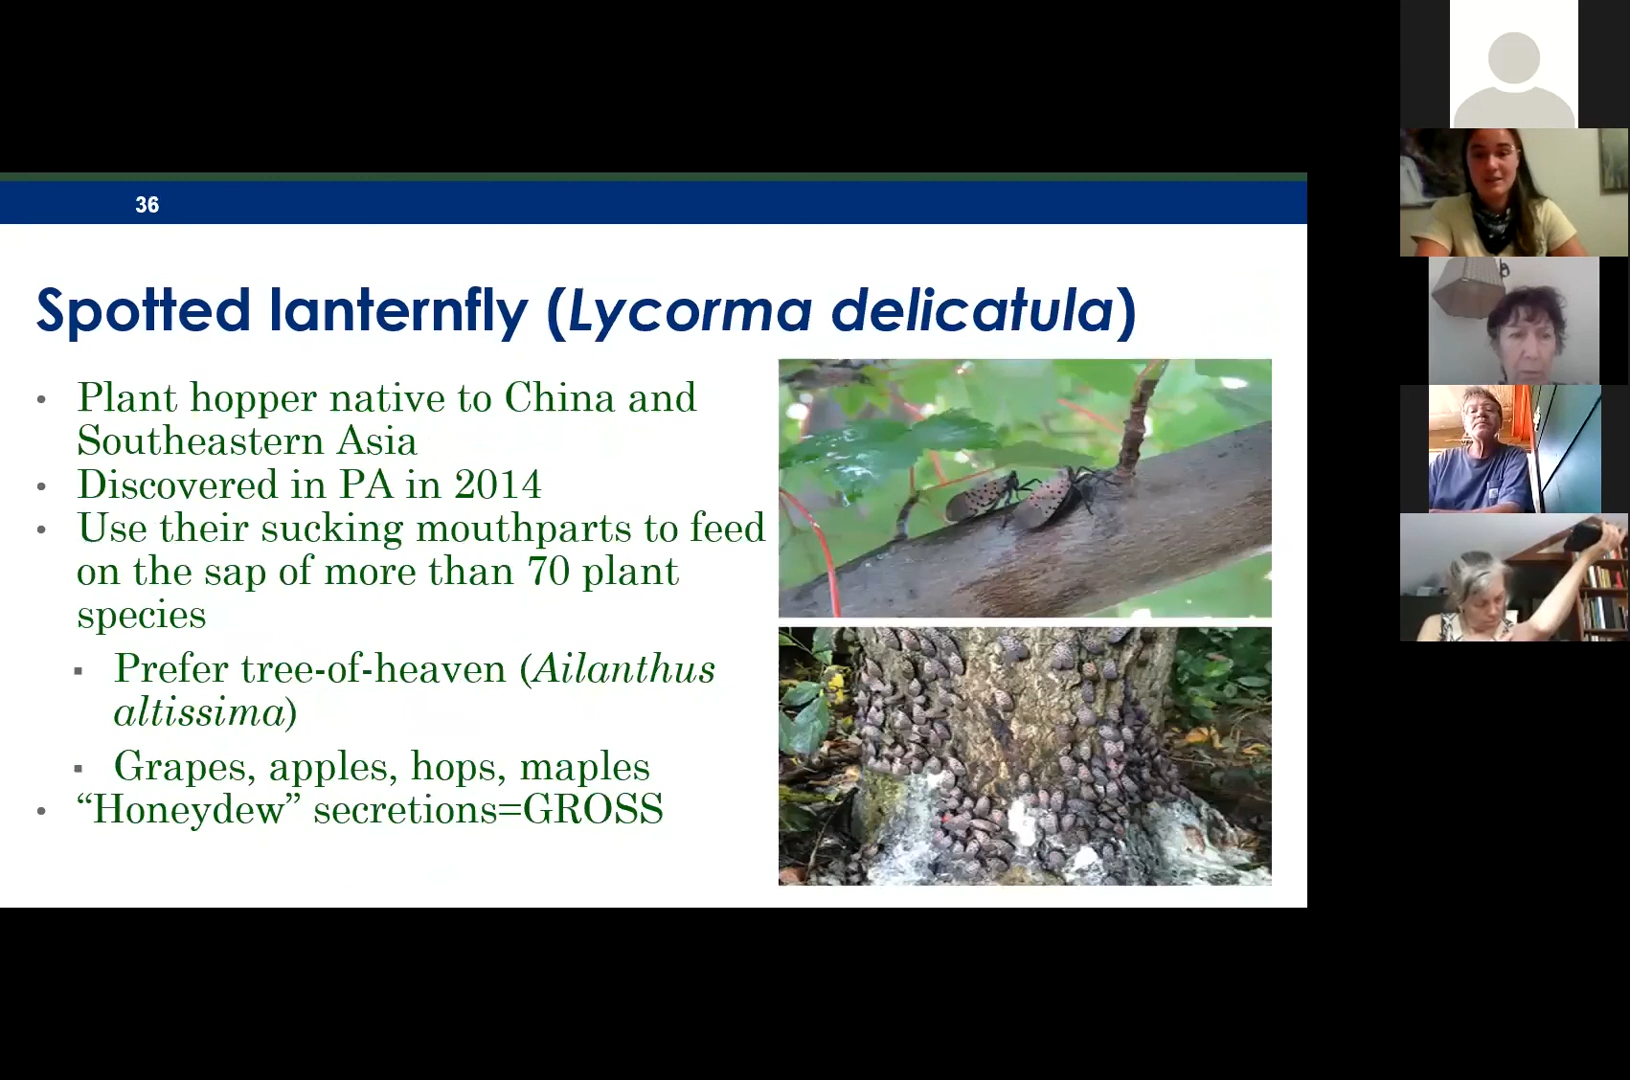 36
Spotted lanternfly (Lycorma delicatula)
• Plant hopper native to China and
Southeastern Asia
• Discovered in PA in 2014
• Use their sucking mouthparts to feed
on the sap of more than 70 plant
species
▪ Prefer tree-of-heaven (Ailanthus
altissima)
▪ Grapes, apples, hops, maples
• “Honeydew” secretions=GROSS